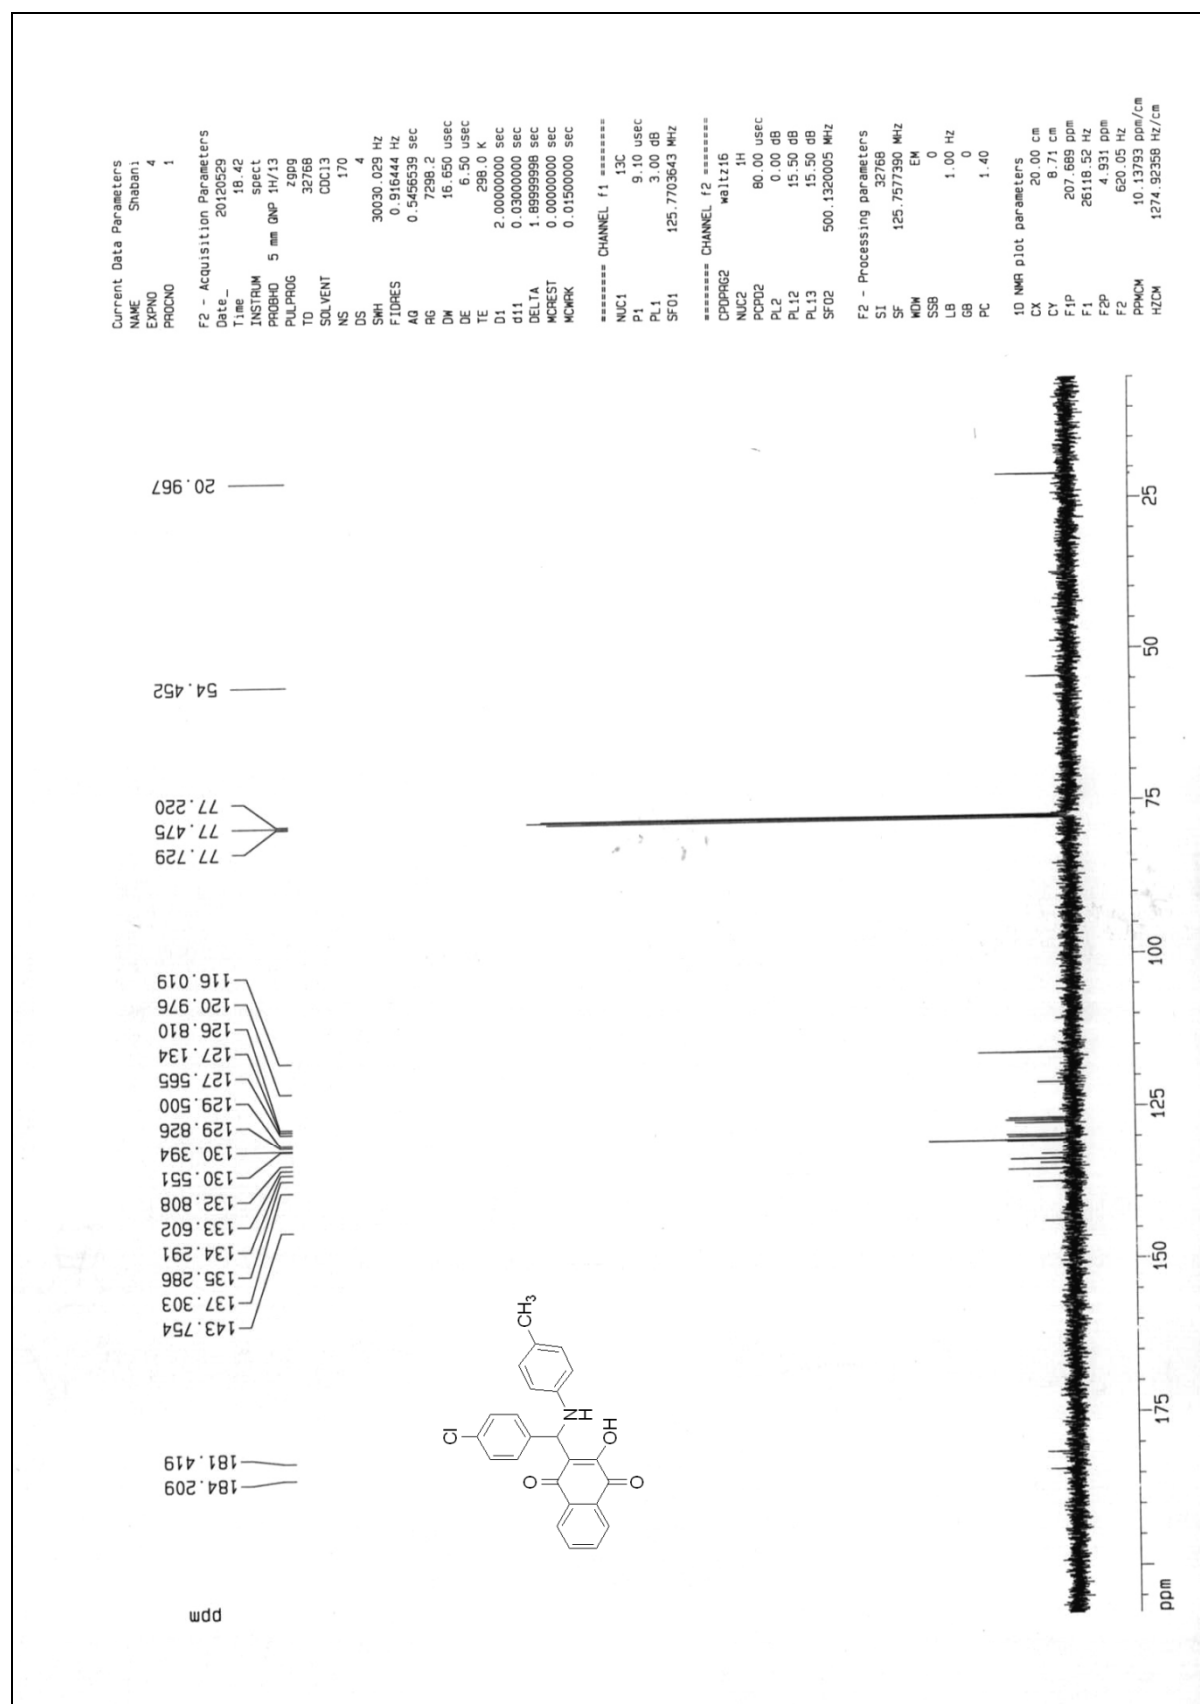 Current Data Parameters
NAME Shabani
EXPNO 4
PROCNO 1
F2 - Acquisition Parameters
Date_ 20120529
Time 18.42
INSTRUM spect
PROBHD 5 mm QNP 1H/13
PULPROG zgpg
TD 32768
SOLVENT CDCl3
NS 170
DS 4
SWH 30030.029 Hz
FIDRES 0.916444 Hz
AQ 0.5456539 sec
RG 7298.2
DW 16.650 usec
DE 6.50 usec
TE 298.0 K
D1 2.00000000 sec
d11 0.03000000 sec
DELTA 1.89999998 sec
MCREST 0.00000000 sec
MCWRK 0.01500000 sec
======== CHANNEL f1 ========
NUC1 13C
P1 9.10 usec
PL1 3.00 dB
SFO1 125.7703643 MHz
======== CHANNEL f2 ========
CPDPRG2 waltz16
NUC2 1H
PCPD2 80.00 usec
PL2 0.00 dB
PL12 15.50 dB
PL13 15.50 dB
SFO2 500.1320005 MHz
F2 - Processing parameters
SI 32768
SF 125.7577390 MHz
WDW EM
SSB 0
LB 1.00 Hz
GB 0
PC 1.40
1D NMR plot parameters
CX 20.00 cm
CY 8.71 cm
F1P 207.689 ppm
F1 26118.52 Hz
F2P 4.931 ppm
F2 620.05 Hz
PPMCM 10.13793 ppm/cm
HZCM 1274.92358 Hz/cm
ppm
184.209
181.419
143.754
137.303
135.286
134.291
133.602
132.808
130.551
130.394
129.826
129.500
127.565
127.134
126.810
120.976
116.019
77.729
77.475
77.220
54.452
20.967
Cl
CH3
O
N
H
OH
O
ppm
175
150
125
100
75
50
25